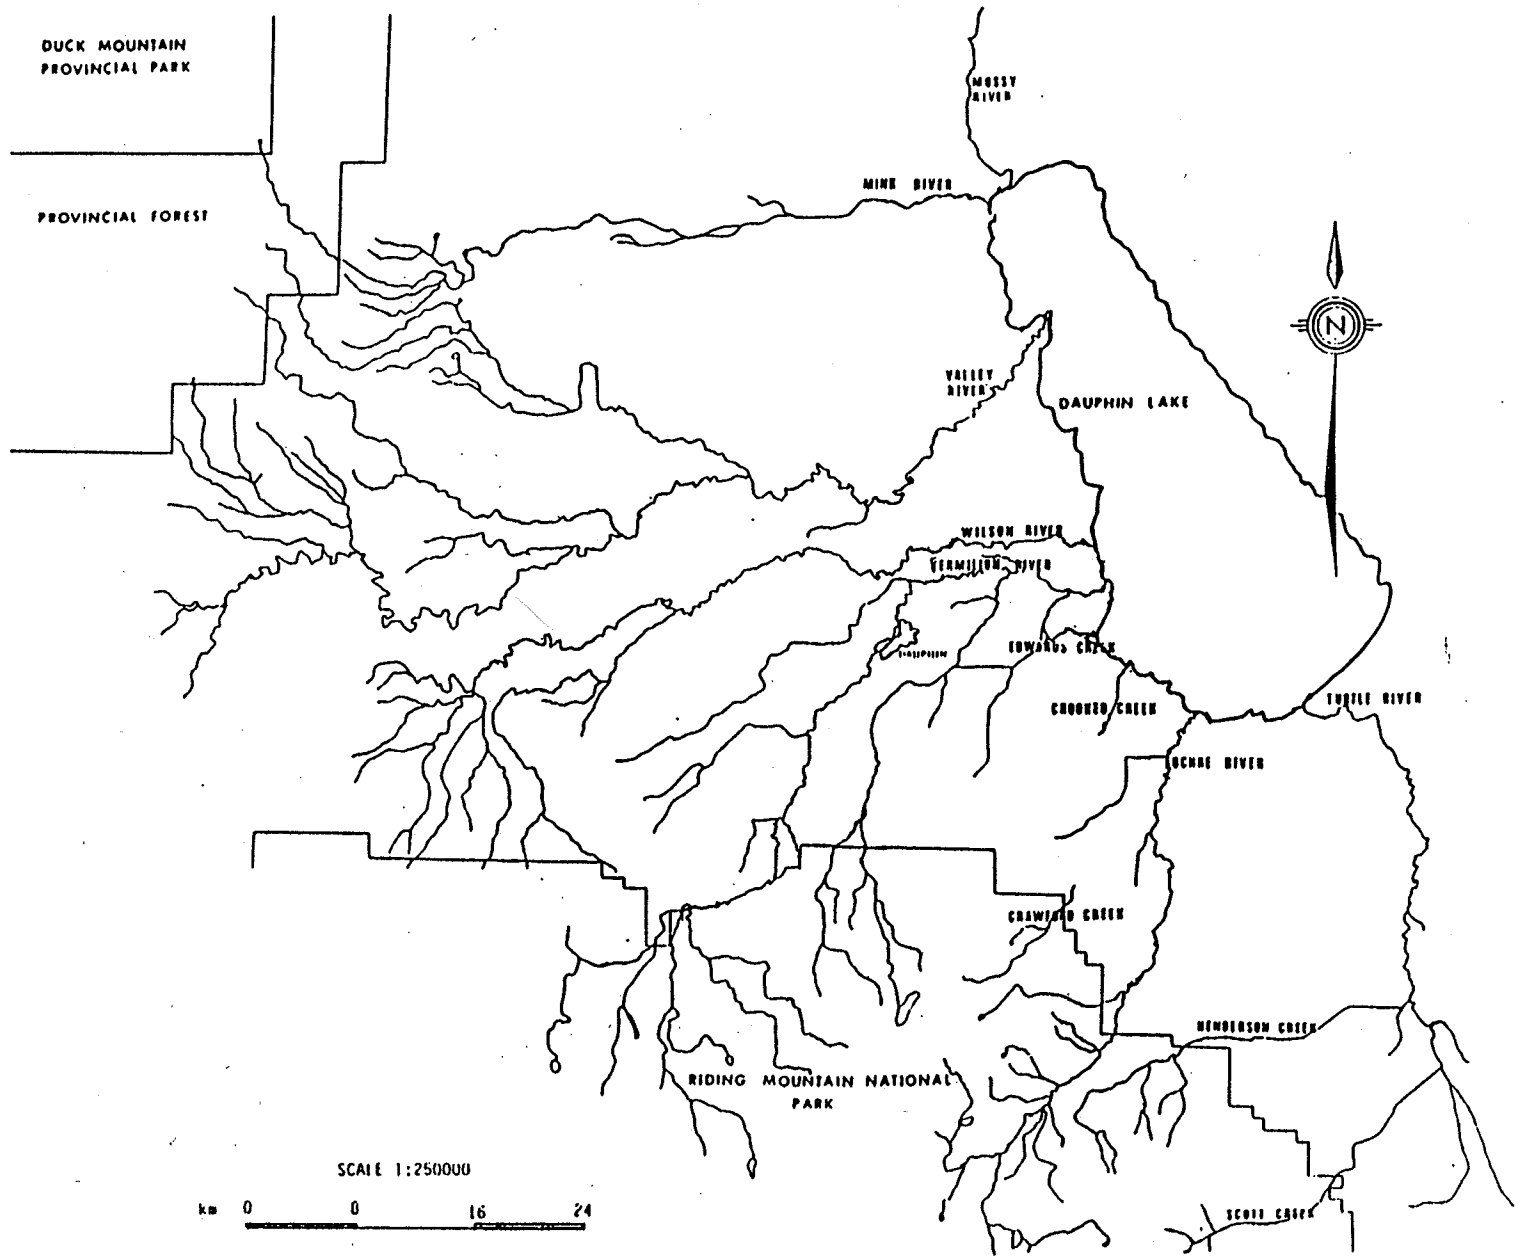 DUCK MOUNTAIN
PROVINCIAL PARK
MOSSY
RIVER
MINK RIVER
PROVINCIAL FOREST
N
VALLEY
RIVER
DAUPHIN LAKE
WILSON RIVER
VERMILION RIVER
EDWARDS CREEK
DAUPHIN
TURTLE RIVER
CROOKED CREEK
OCHRE RIVER
CRAWFORD CREEK
HENDERSON CREEK
RIDING MOUNTAIN NATIONAL
PARK
SCALE 1:250000
km 0 8 16 24
SCOTT CREEK